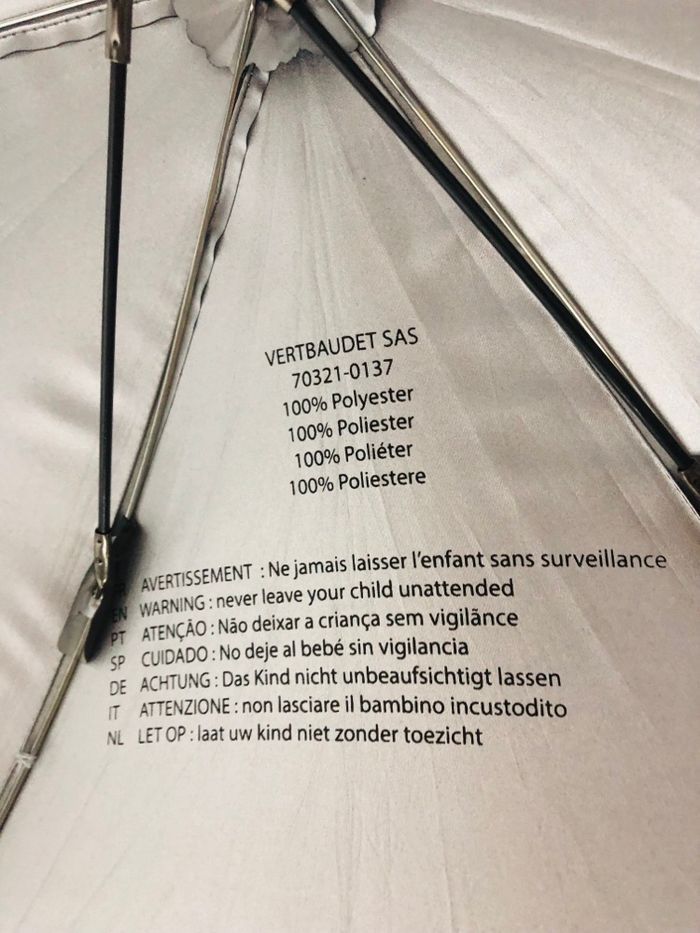 VERTBAUDET SAS
70321-0137
100% Polyester
100% Poliester
100% Poliéter
100% Poliestere
FR AVERTISSEMENT : Ne jamais laisser l'enfant sans surveillance
EN WARNING : never leave your child unattended
PT ATENÇÃO : Não deixar a criança sem vigilãnce
SP CUIDADO : No deje al bebé sin vigilancia
DE ACHTUNG : Das Kind nicht unbeaufsichtigt lassen
IT ATTENZIONE : non lasciare il bambino incustodito
NL LET OP : laat uw kind niet zonder toezicht